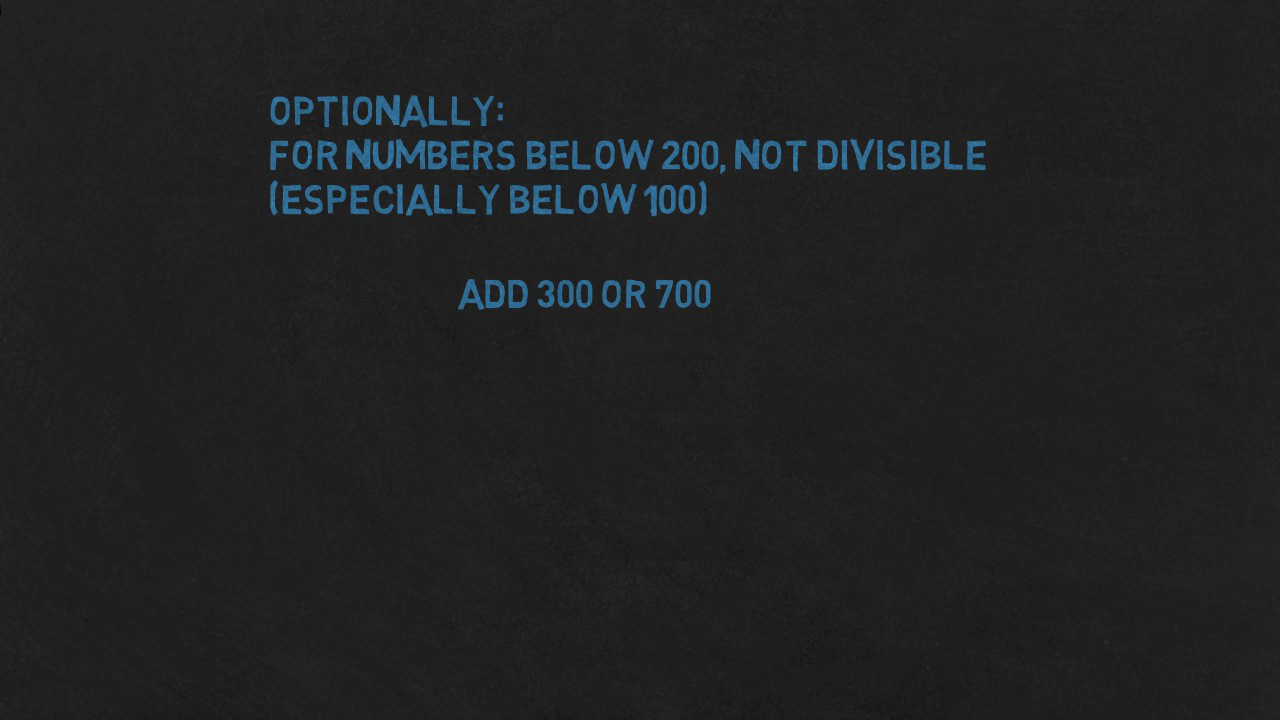 OPTIONALLY:
FOR NUMBERS BELOW 200, NOT DIVISIBLE
(ESPECIALLY BELOW 100)
ADD 300 OR 700